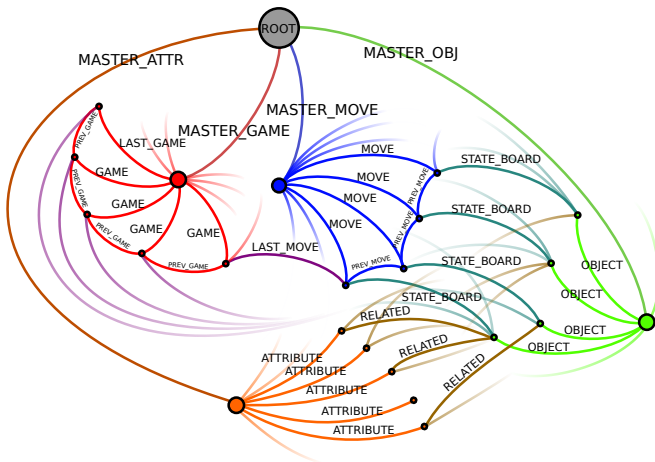 ROOT
MASTER_ATTR
MASTER_OBJ
MASTER_MOVE
MASTER_GAME
PREV_GAME
LAST_GAME
MOVE
STATE_BOARD
GAME
PREV_GAME
MOVE
PREV_MOVE
GAME
MOVE
STATE_BOARD
PREV_GAME
GAME
GAME
PREV_MOVE
LAST_MOVE
PREV_GAME
PREV_MOVE
STATE_BOARD
OBJECT
STATE_BOARD
OBJECT
RELATED
OBJECT
RELATED
OBJECT
ATTRIBUTE
ATTRIBUTE
RELATED
ATTRIBUTE
ATTRIBUTE
ATTRIBUTE